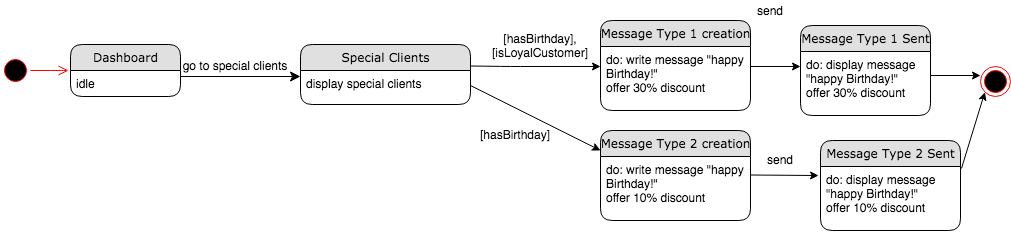 Dashboard
idle
go to special clients
Special Clients
display special clients
[hasBirthday],
[isLoyalCustomer]
Message Type 1 creation
do: write message "happy
Birthday!"
offer 30% discount
send
Message Type 1 Sent
do: display message
"happy Birthday!"
offer 30% discount
[hasBirthday]
Message Type 2 creation
do: write message "happy
Birthday!"
offer 10% discount
send
Message Type 2 Sent
do: display message
"happy Birthday!"
offer 10% discount